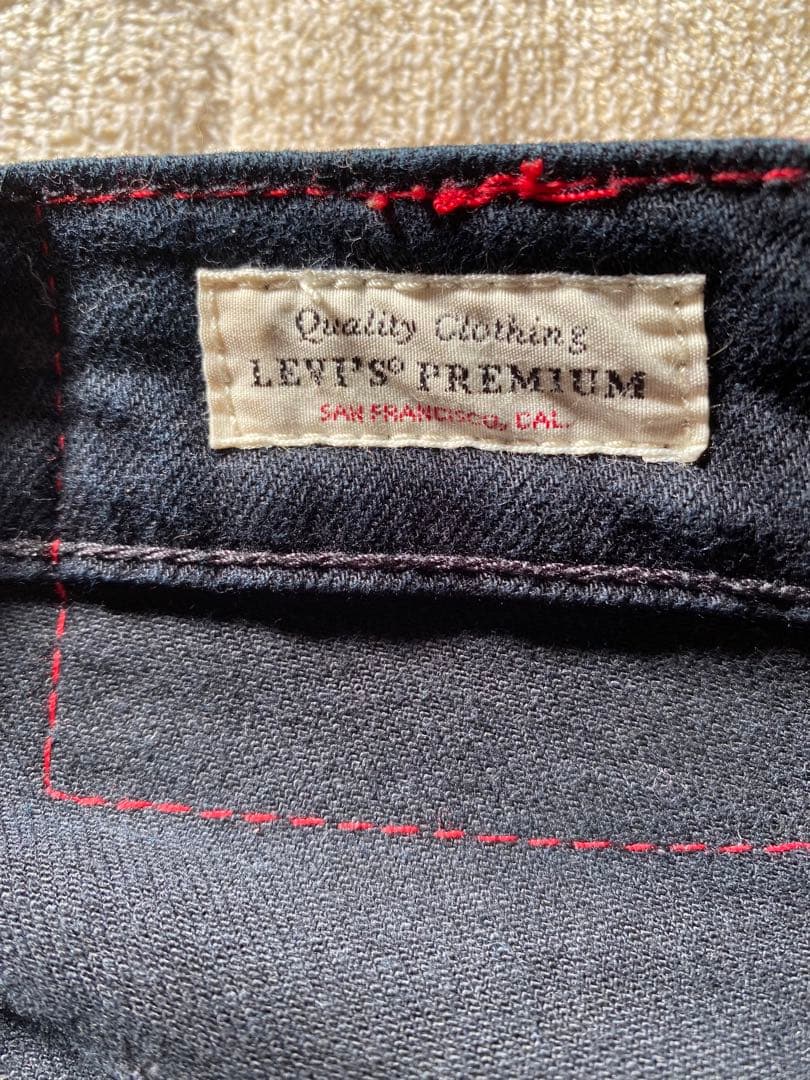 Quality Clothing
LEVI'S® PREMIUM
SAN FRANCISCO, CAL.